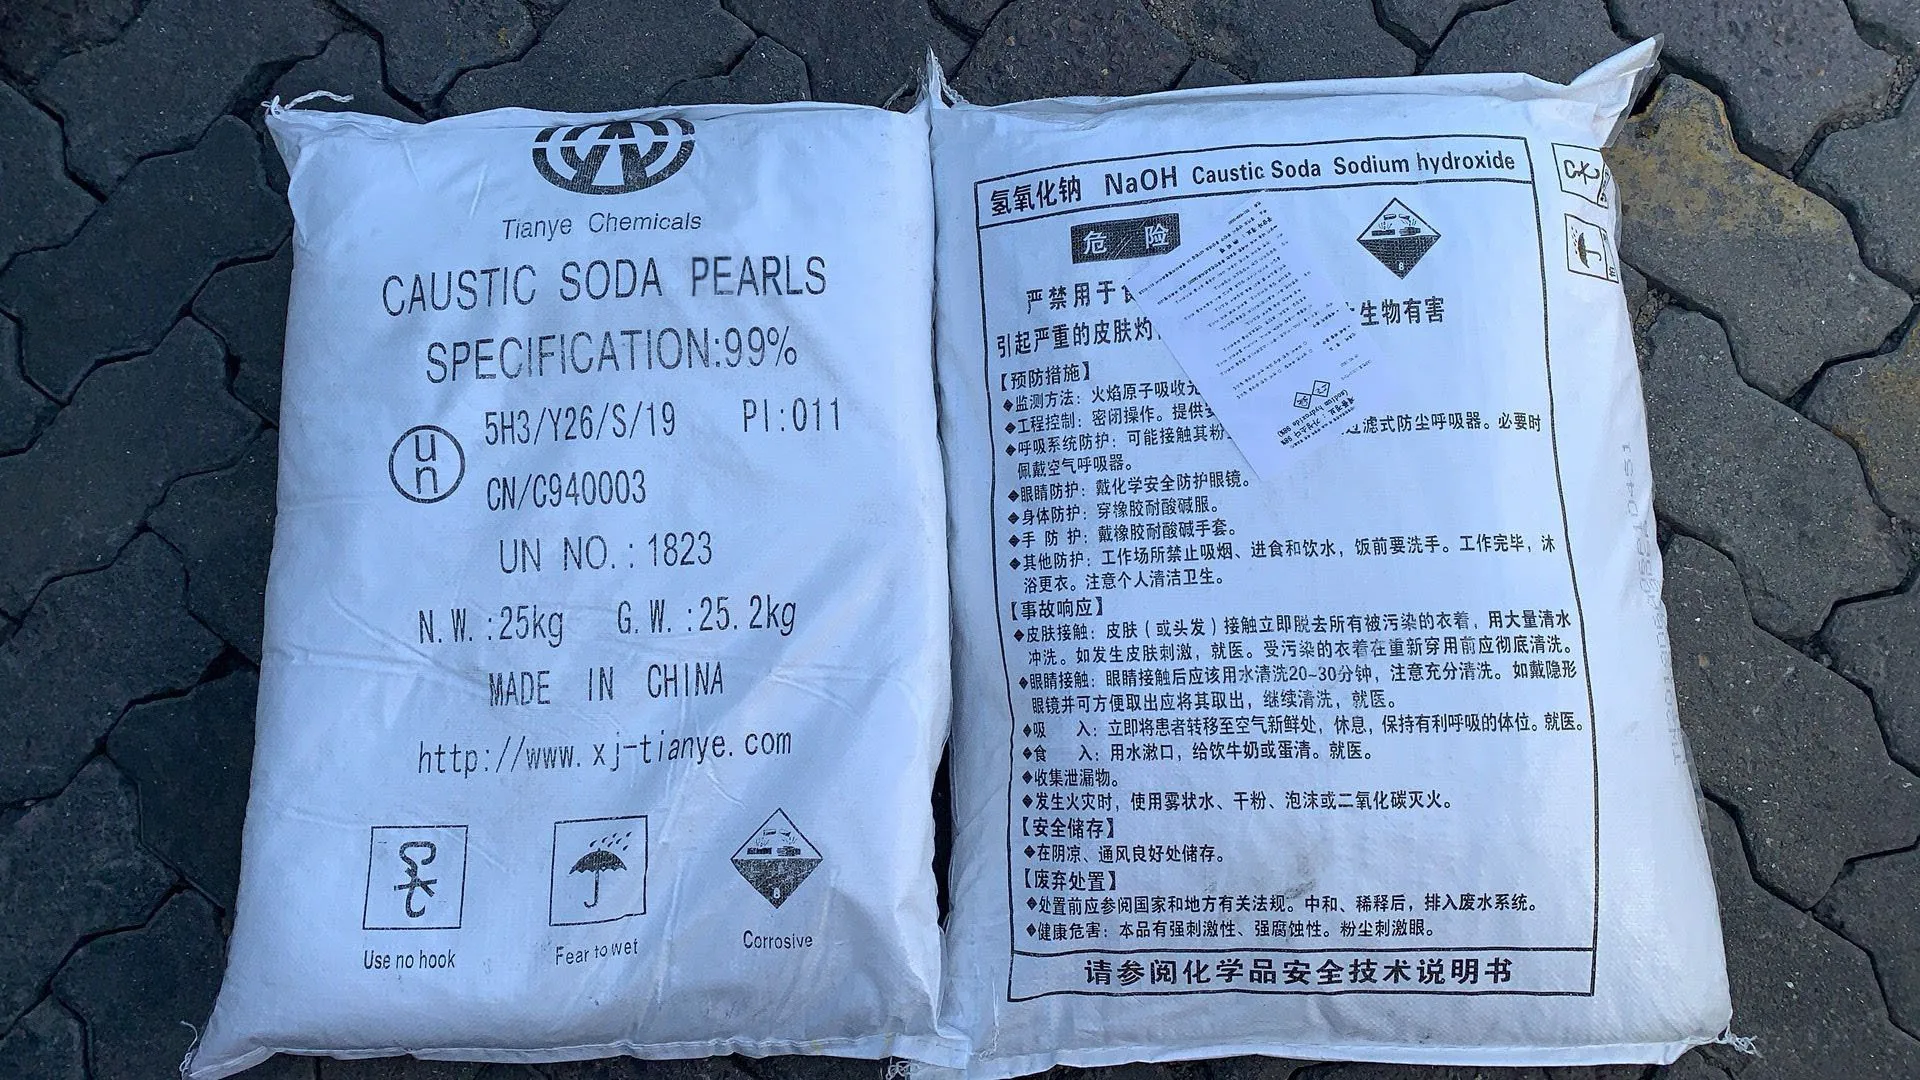 Tianye Chemicals
CAUSTIC SODA PEARLS
SPECIFICATION:99%
un
5H3/Y26/S/19 PI:011
CN/C940003
UN NO.:1823
N.W.:25kg G.W.:25.2kg
MADE IN CHINA
http://www.xj-tianye.com
8
Use no hook
Fear to wet
Corrosive
氢氧化钠 NaOH Caustic Soda Sodium hydroxide
危 险
8
严禁用于
引起严重的皮肤灼 生物有害
【预防措施】
◆监测方法：火焰原子吸收
◆工程控制：密闭操作。提供
◆呼吸系统防护：可能接触其粉 过滤式防尘呼吸器。必要时
佩戴空气呼吸器。
◆眼睛防护：戴化学安全防护眼镜。
◆身体防护：穿橡胶耐酸碱服。
◆手 防 护：戴橡胶耐酸碱手套。
◆其他防护：工作场所禁止吸烟、进食和饮水，饭前要洗手。工作完毕，沐
浴更衣。注意个人清洁卫生。
【事故响应】
◆皮肤接触：皮肤（或头发）接触立即脱去所有被污染的衣着，用大量清水
冲洗。如发生皮肤刺激，就医。受污染的衣着在重新穿用前应彻底清洗。
◆眼睛接触：眼睛接触后应该用水清洗20~30分钟，注意充分清洗。如戴隐形
眼镜并可方便取出应将其取出，继续清洗，就医。
◆吸 入：立即将患者转移至空气新鲜处，休息，保持有利呼吸的体位。就医。
◆食 入：用水漱口，给饮牛奶或蛋清。就医。
◆收集泄漏物。
◆发生火灾时，使用雾状水、干粉、泡沫或二氧化碳灭火。
【安全储存】
◆在阴凉、通风良好处储存。
【废弃处置】
◆处置前应参阅国家和地方有关法规。中和、稀释后，排入废水系统。
◆健康危害：本品有强刺激性、强腐蚀性。粉尘刺激眼。
请参阅化学品安全技术说明书